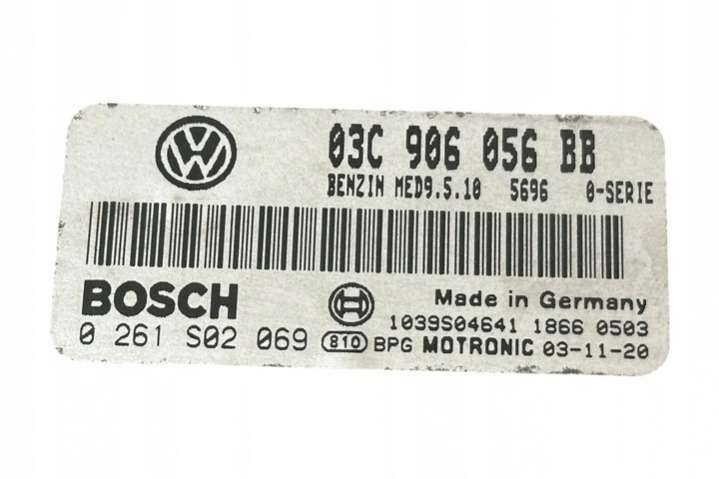 03C 906 056 BB
BENZIN MED9.5.10 5696 0-SERIE
BOSCH
Made in Germany
0 261 S02 069
1039S04641 1866 0503
810 BPG MOTRONIC 03-11-20